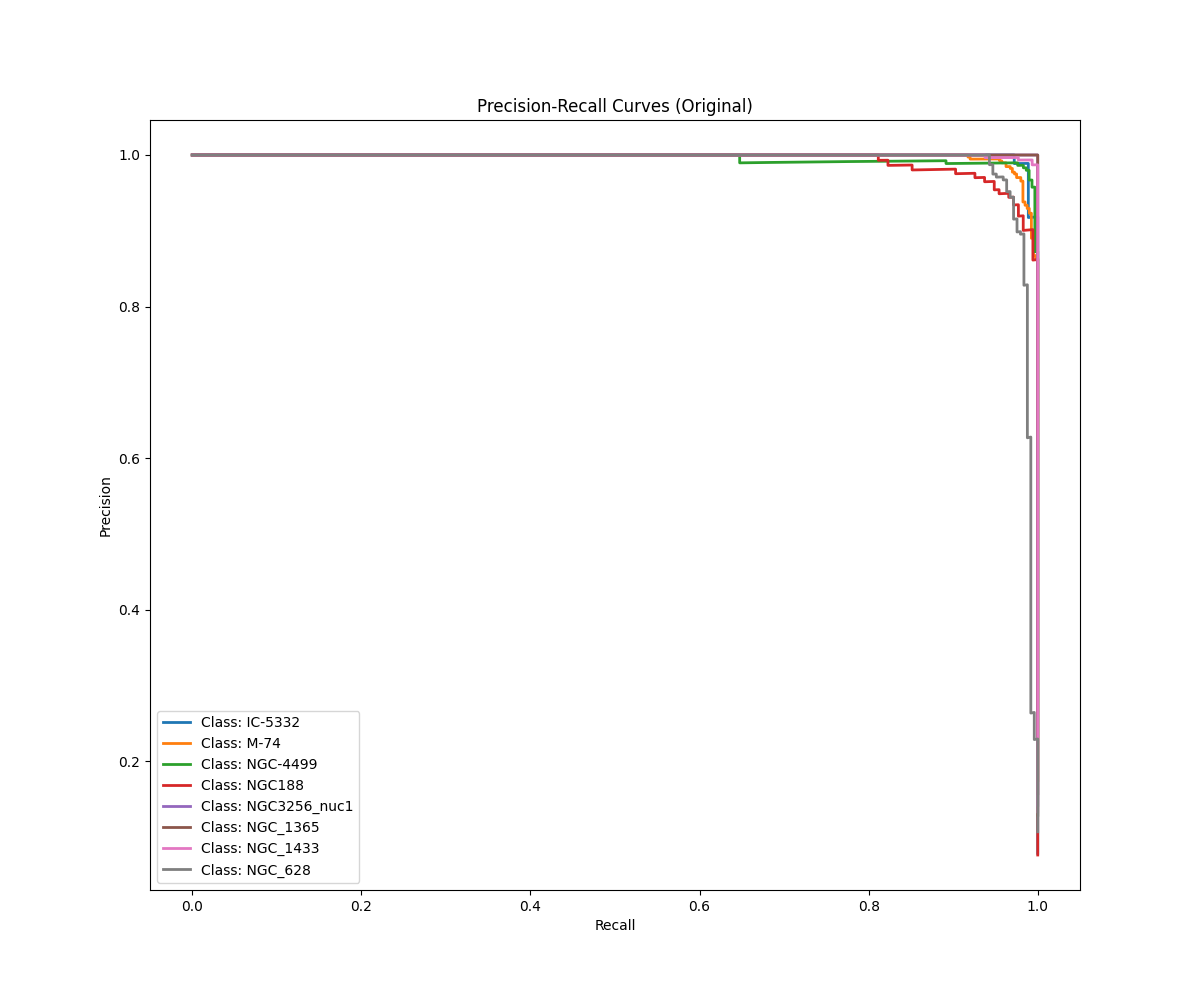 Precision-Recall Curves (Original)
1.0
0.8
0.6
0.4
0.2
Precision
Class: IC-5332
Class: M-74
Class: NGC-4499
Class: NGC188
Class: NGC3256_nuc1
Class: NGC_1365
Class: NGC_1433
Class: NGC_628
0.0 0.2 0.4 0.6 0.8 1.0
Recall